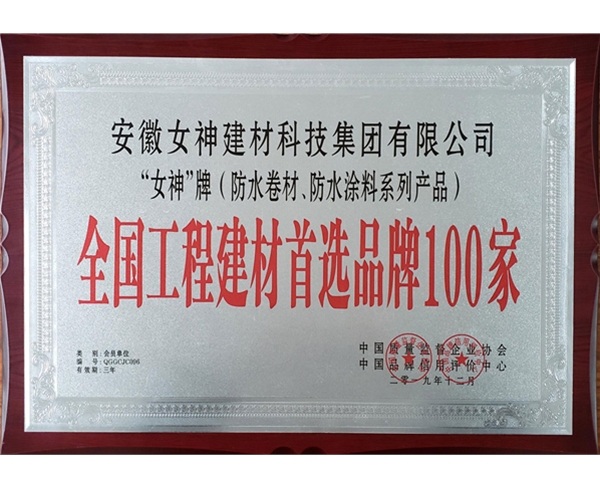 安徽女神建材科技集团有限公司
“女神”牌（防水卷材、防水涂料系列产品）
全国工程建材首选品牌100家
类 别：会员单位
编 号：QGGCJC006
有效期：三年
中国质量监督企业协会
中国品牌信用评价中心
二零一九年十二月